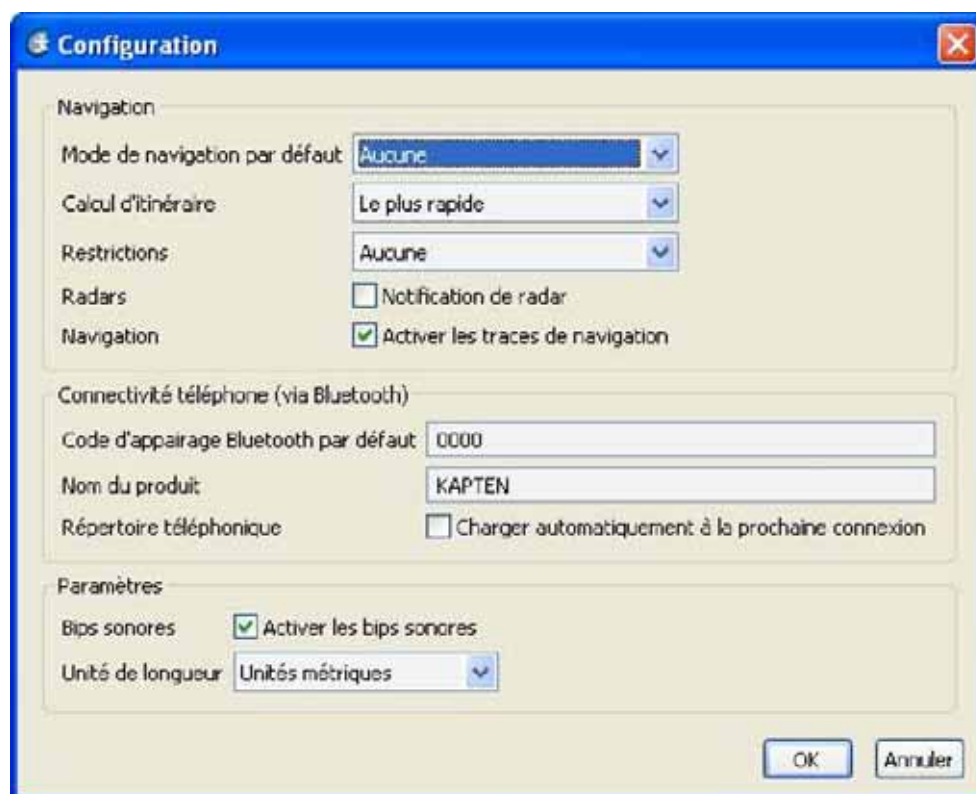 Configuration
Navigation
Mode de navigation par défaut Aucune
Calcul d'itinéraire Le plus rapide
Restrictions Aucune
Radars Notification de radar
Navigation Activer les traces de navigation
Connectivité téléphone (via Bluetooth)
Code d'appairage Bluetooth par défaut 0000
Nom du produit KAPTEN
Répertoire téléphonique Charger automatiquement à la prochaine connexion
Paramètres
Bips sonores Activer les bips sonores
Unité de longueur Unités métriques
OK Annuler